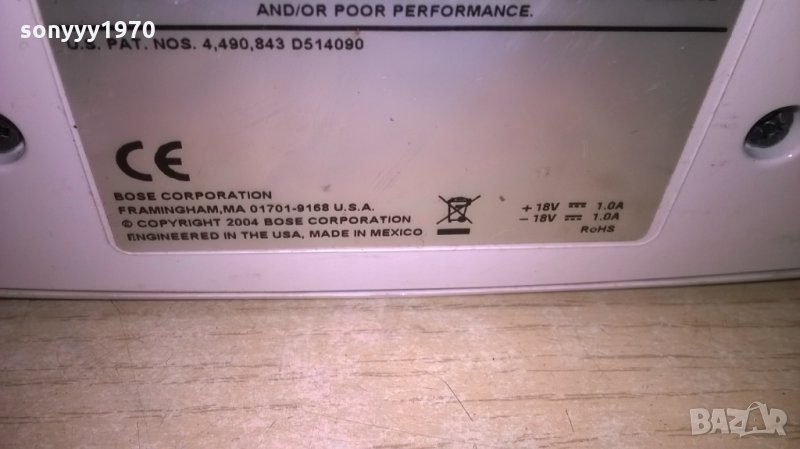 sonyyy1970
AND/OR POOR PERFORMANCE.
U.S. PAT. NOS. 4,490,843 D514090
CE
BOSE CORPORATION
FRAMINGHAM,MA 01701-9168 U.S.A.
© COPYRIGHT 2004 BOSE CORPORATION
ENGINEERED IN THE USA, MADE IN MEXICO
+ 18V ⎓ 1.0A
− 18V ⎓ 1.0A
RoHS
BAZAR